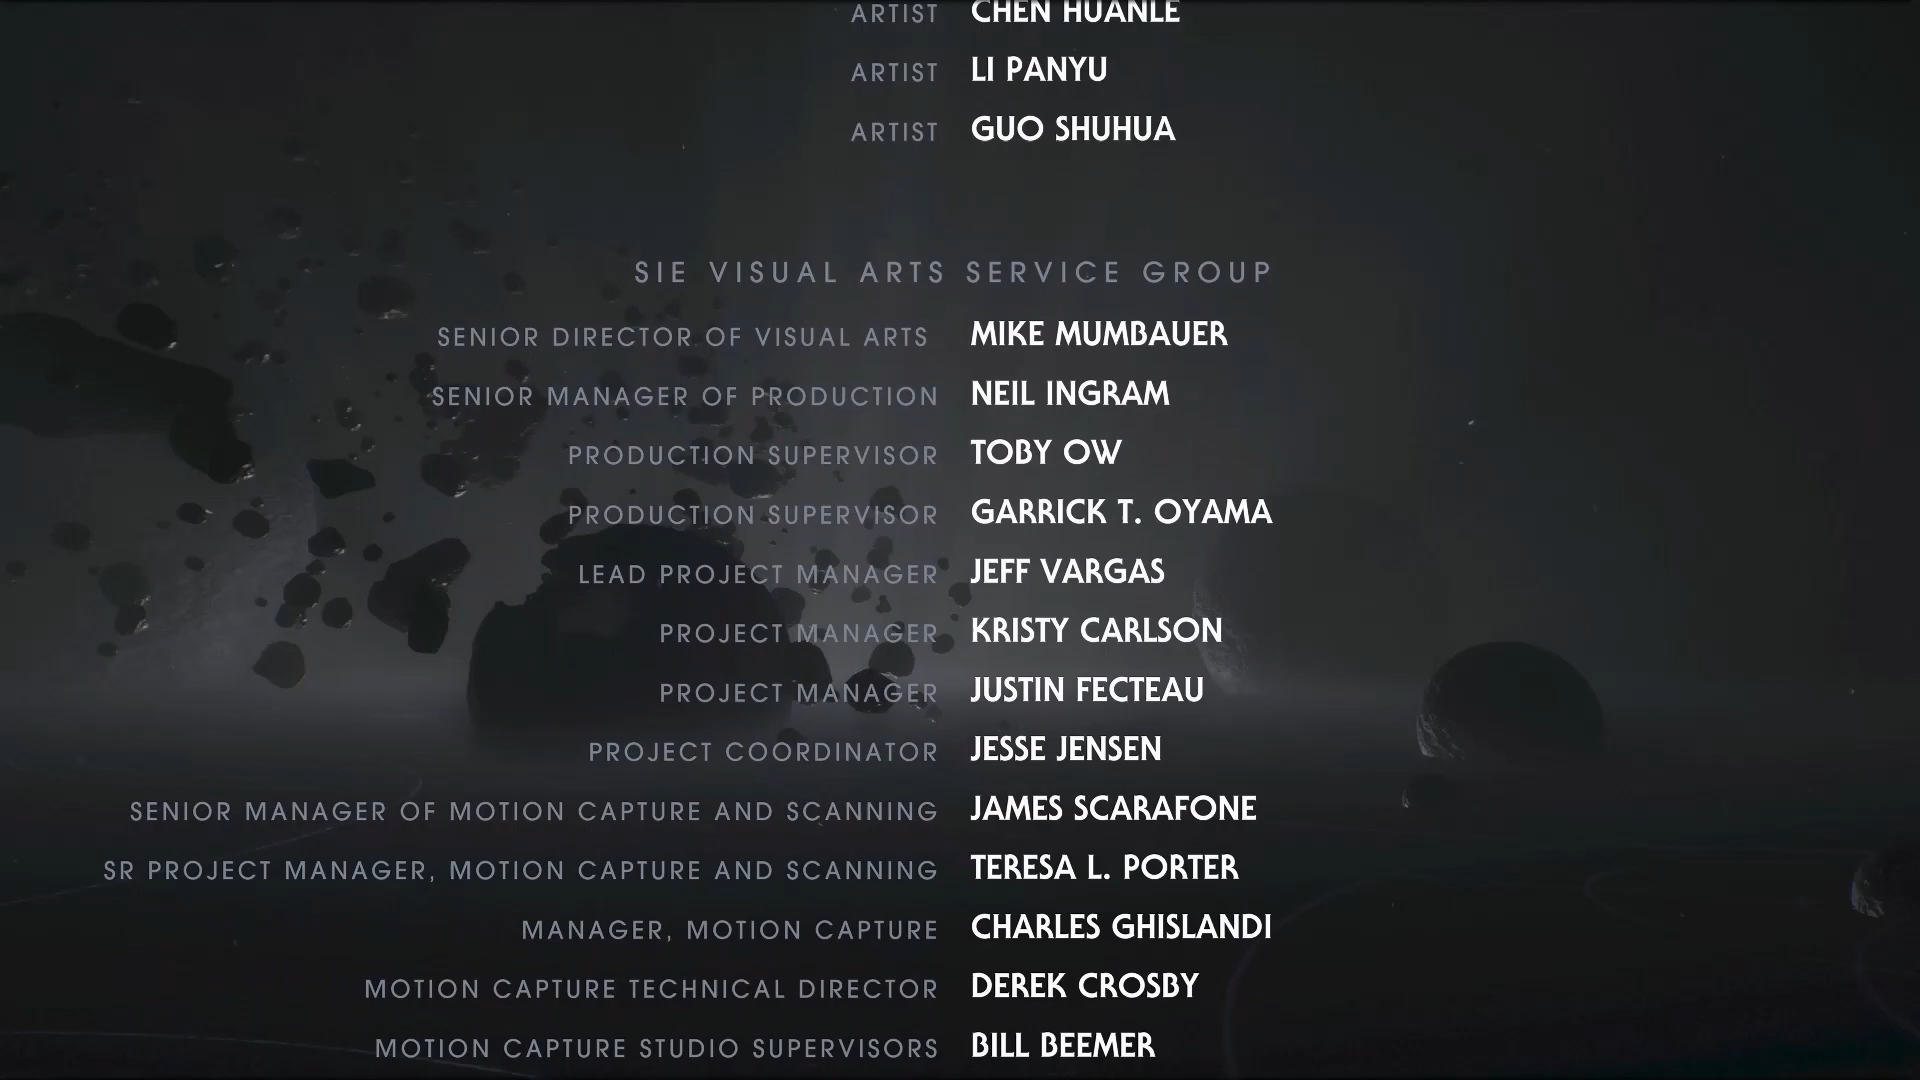 ARTIST CHEN HUANLE
ARTIST LI PANYU
ARTIST GUO SHUHUA
SIE VISUAL ARTS SERVICE GROUP
SENIOR DIRECTOR OF VISUAL ARTS MIKE MUMBAUER
SENIOR MANAGER OF PRODUCTION NEIL INGRAM
PRODUCTION SUPERVISOR TOBY OW
PRODUCTION SUPERVISOR GARRICK T. OYAMA
LEAD PROJECT MANAGER JEFF VARGAS
PROJECT MANAGER KRISTY CARLSON
PROJECT MANAGER JUSTIN FECTEAU
PROJECT COORDINATOR JESSE JENSEN
SENIOR MANAGER OF MOTION CAPTURE AND SCANNING JAMES SCARAFONE
SR PROJECT MANAGER, MOTION CAPTURE AND SCANNING TERESA L. PORTER
MANAGER, MOTION CAPTURE CHARLES GHISLANDI
MOTION CAPTURE TECHNICAL DIRECTOR DEREK CROSBY
MOTION CAPTURE STUDIO SUPERVISORS BILL BEEMER